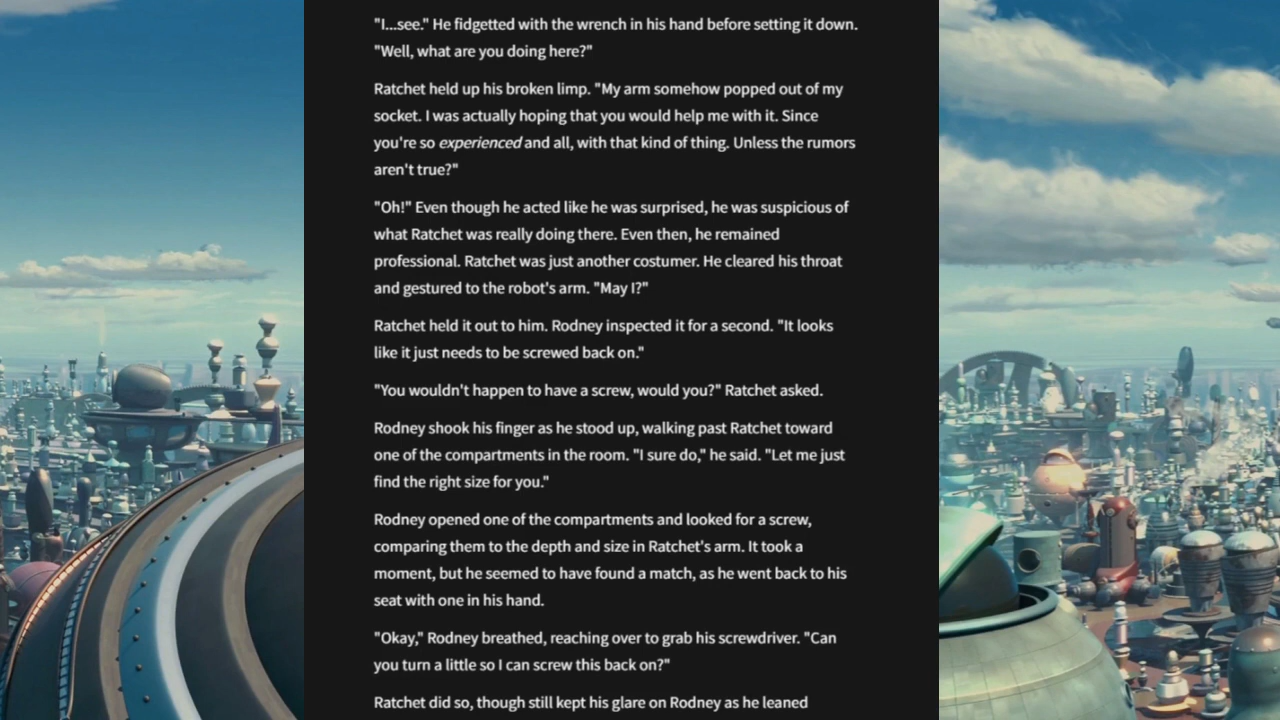 "I...see." He fidgetted with the wrench in his hand before setting it down.
"Well, what are you doing here?"
Ratchet held up his broken limp. "My arm somehow popped out of my
socket. I was actually hoping that you would help me with it. Since
you're so experienced and all, with that kind of thing. Unless the rumors
aren't true?"
"Oh!" Even though he acted like he was surprised, he was suspicious of
what Ratchet was really doing there. Even then, he remained
professional. Ratchet was just another costumer. He cleared his throat
and gestured to the robot's arm. "May I?"
Ratchet held it out to him. Rodney inspected it for a second. "It looks
like it just needs to be screwed back on."
"You wouldn't happen to have a screw, would you?" Ratchet asked.
Rodney shook his finger as he stood up, walking past Ratchet toward
one of the compartments in the room. "I sure do," he said. "Let me just
find the right size for you."
Rodney opened one of the compartments and looked for a screw,
comparing them to the depth and size in Ratchet's arm. It took a
moment, but he seemed to have found a match, as he went back to his
seat with one in his hand.
"Okay," Rodney breathed, reaching over to grab his screwdriver. "Can
you turn a little so I can screw this back on?"
Ratchet did so, though still kept his glare on Rodney as he leaned